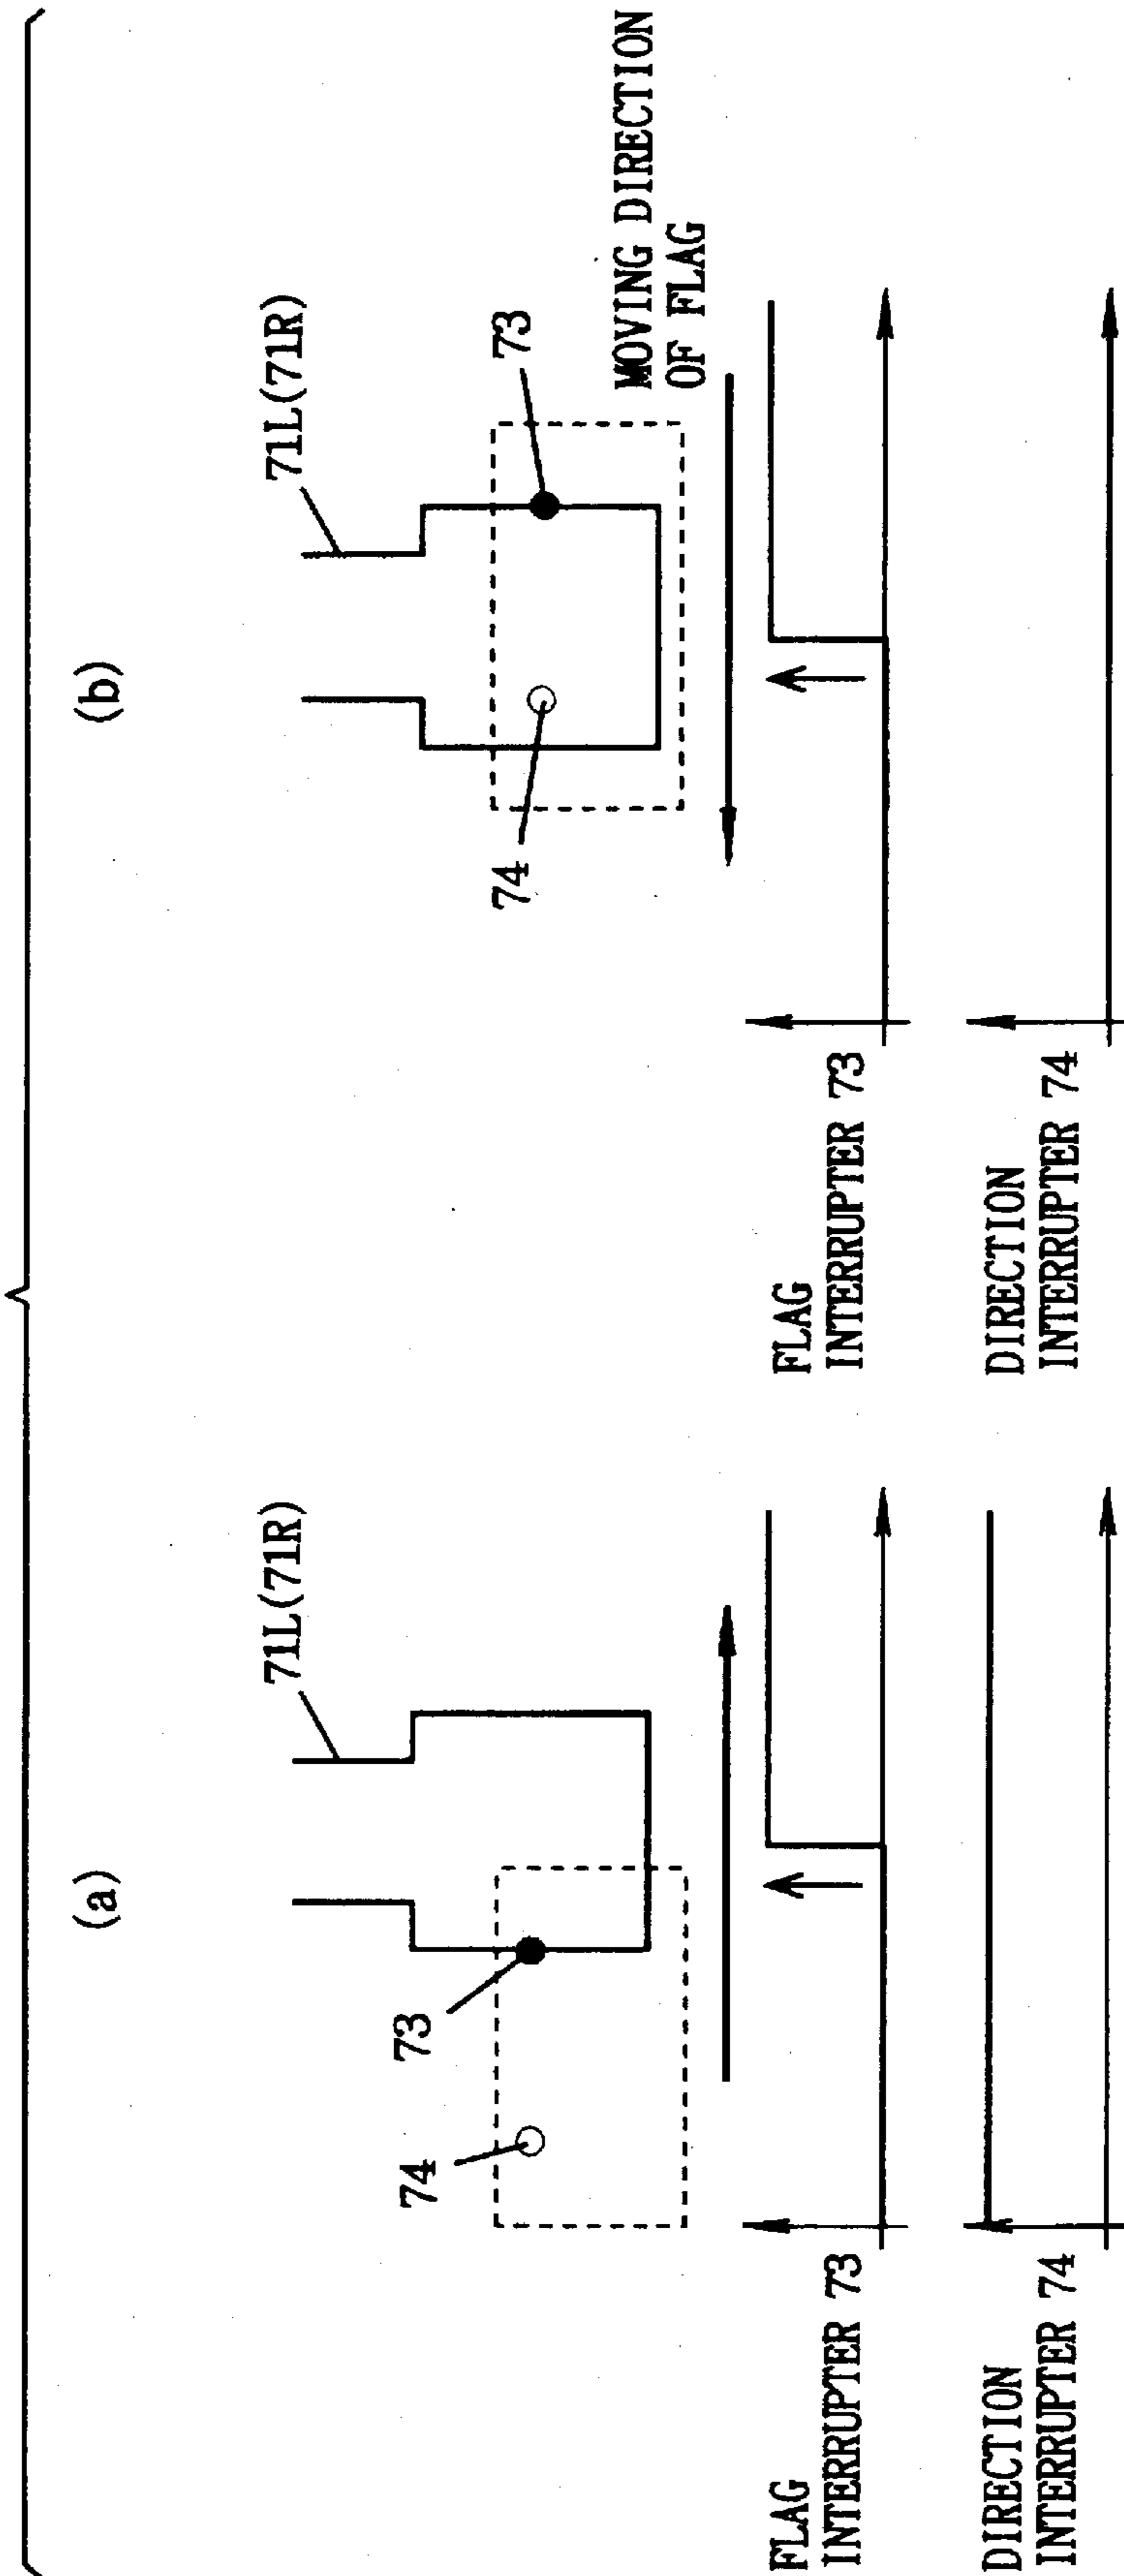 (a)
71L(71R)
73
74
FLAG
INTERRUPTER 73
DIRECTION
INTERRUPTER 74
(b)
71L(71R)
73
74
MOVING DIRECTION
OF FLAG
FLAG
INTERRUPTER 73
DIRECTION
INTERRUPTER 74